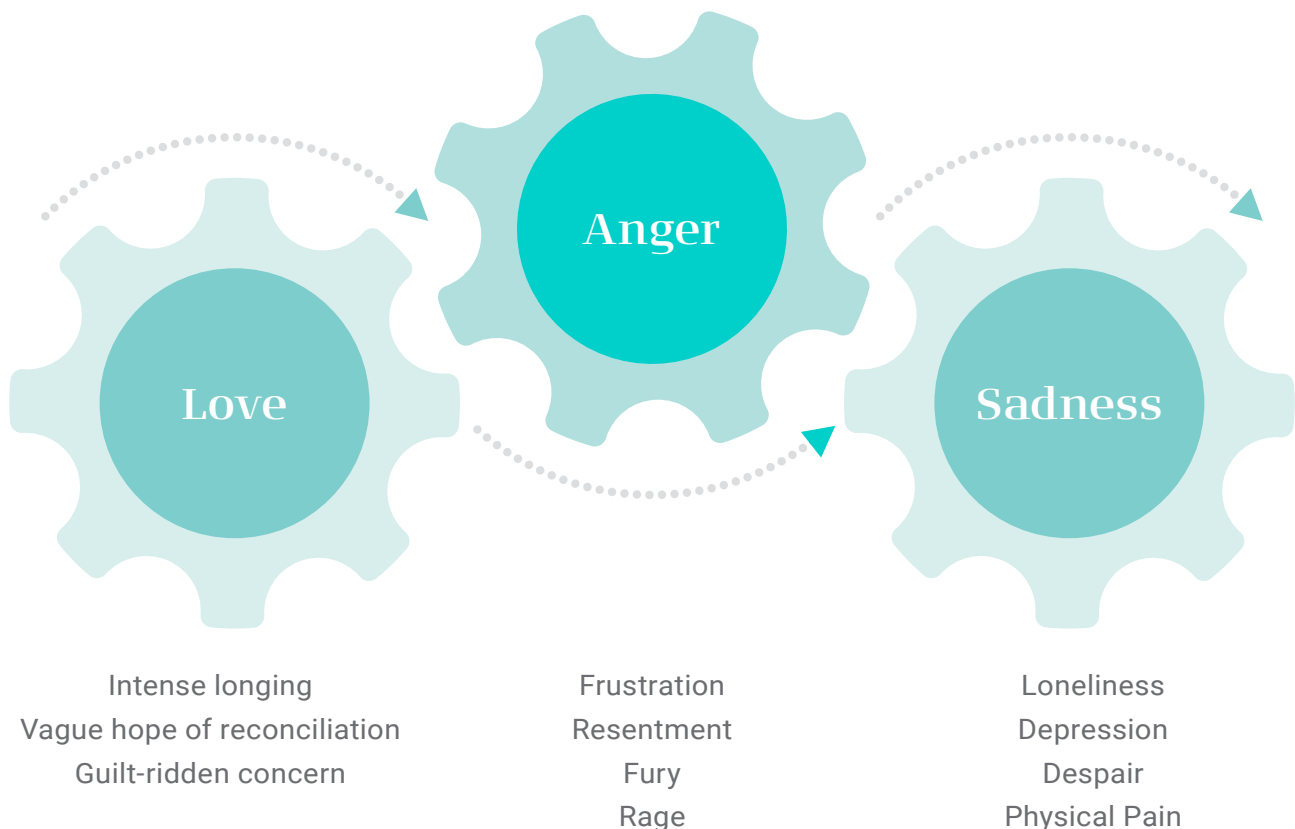 Anger
Love
Sadness
Intense longing
Vague hope of reconciliation
Guilt-ridden concern
Frustration
Resentment
Fury
Rage
Loneliness
Depression
Despair
Physical Pain